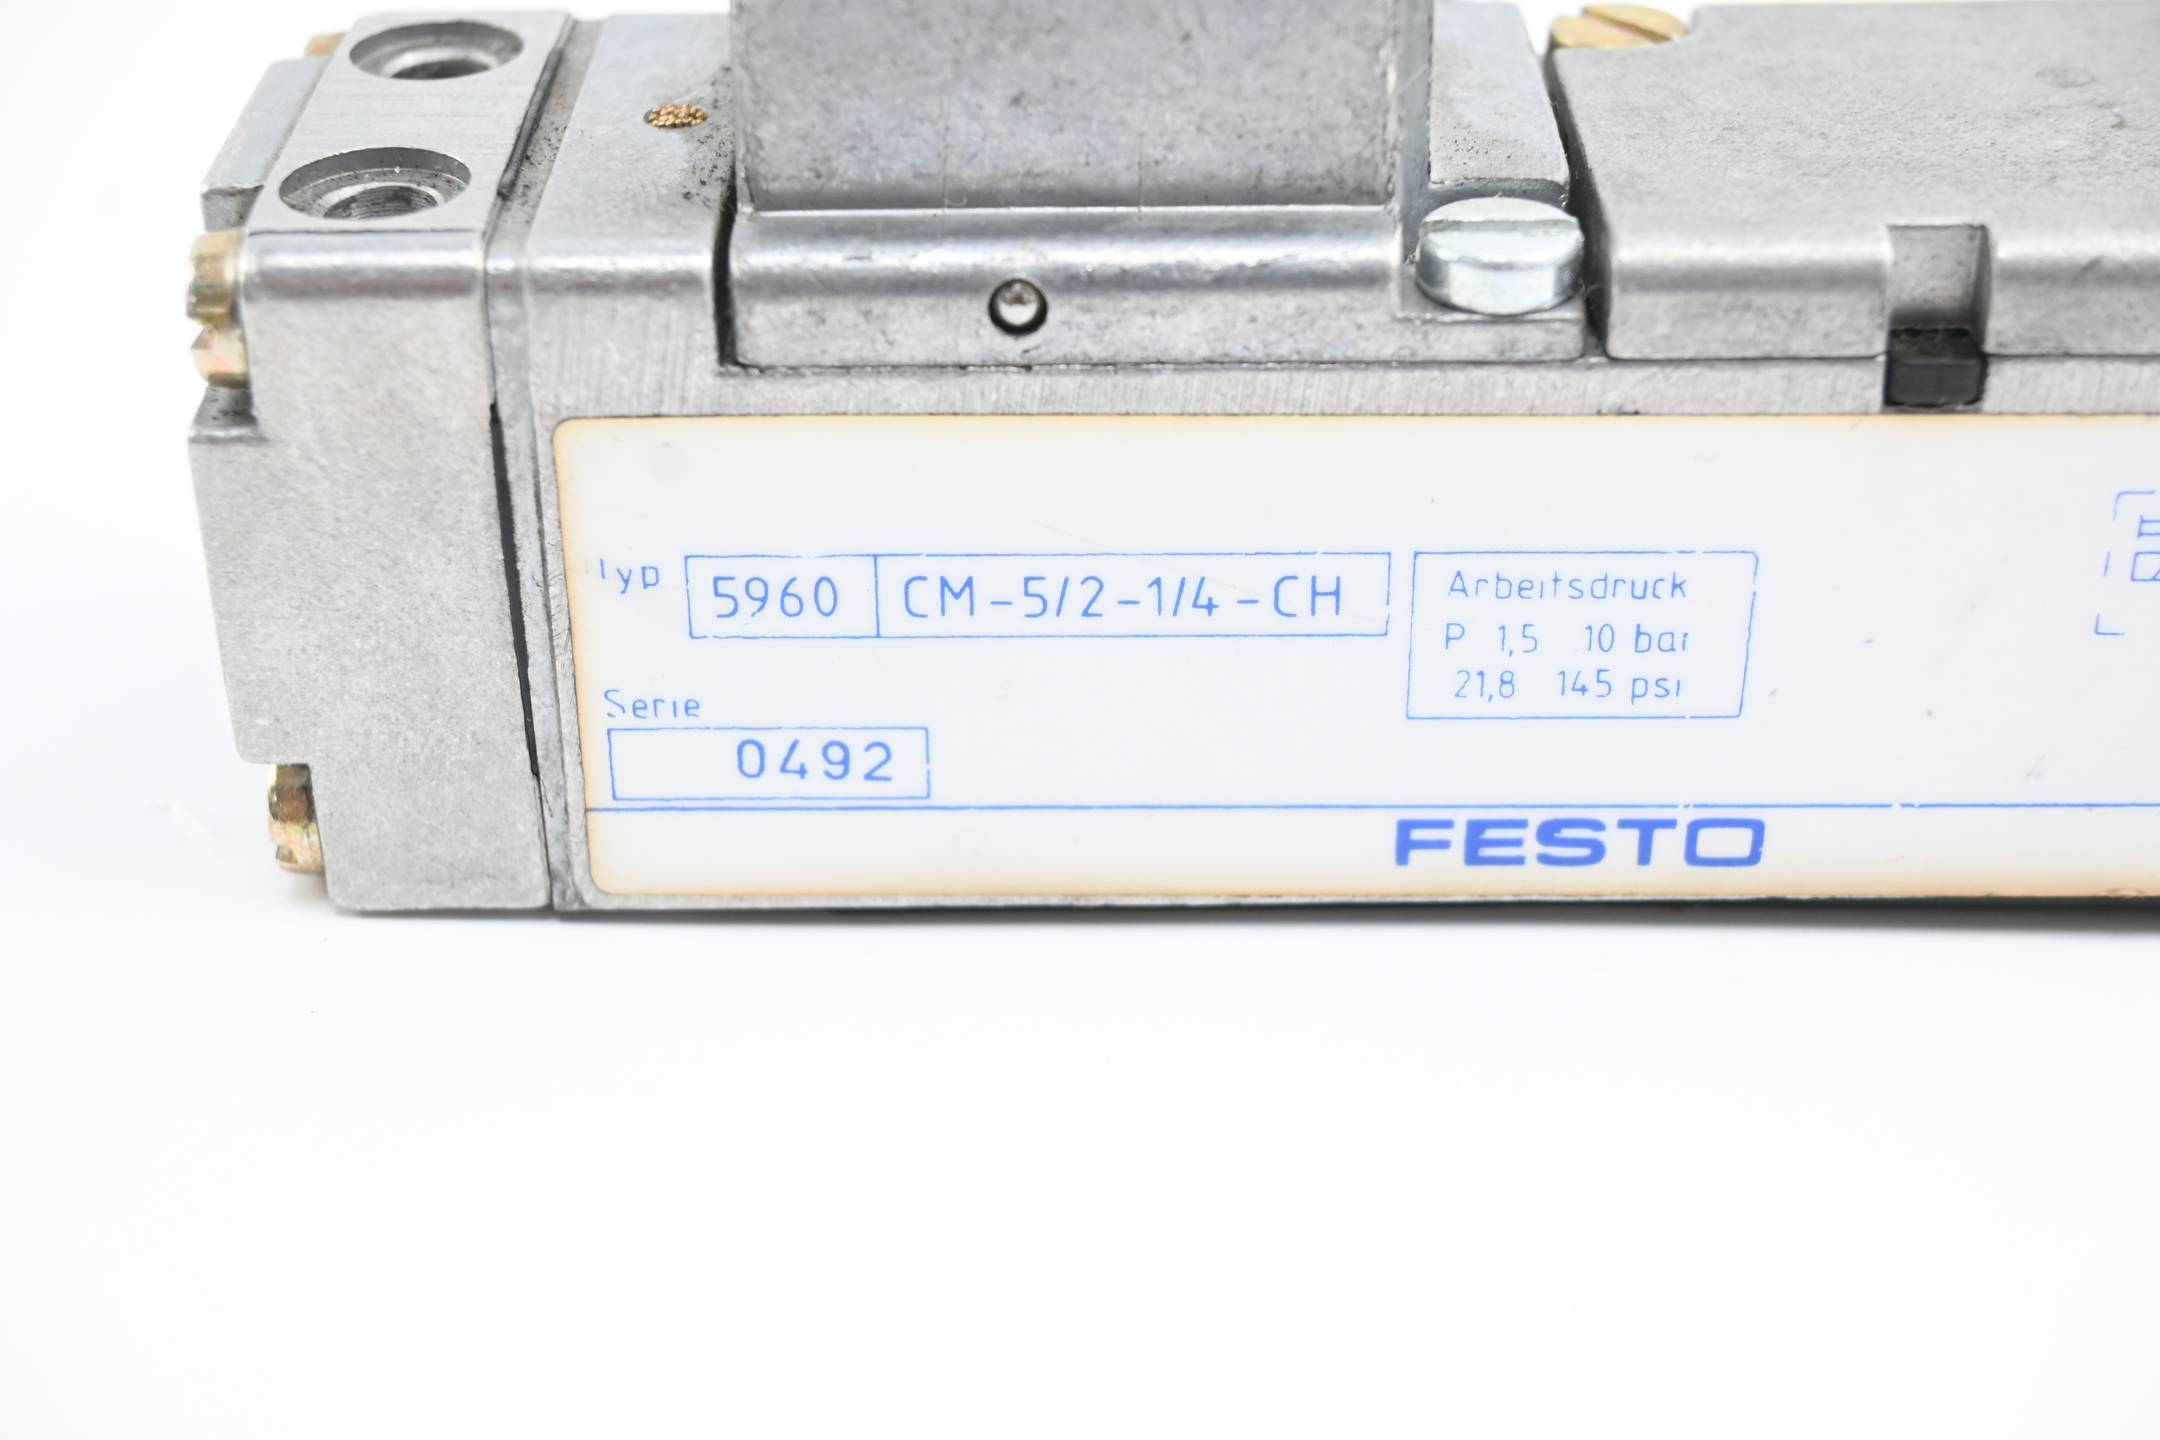 Typ 5960 CM-5/2-1/4-CH
Arbeitsdruck
P 1,5 10 bar
21,8 145 psi
Serie
0492
FESTO